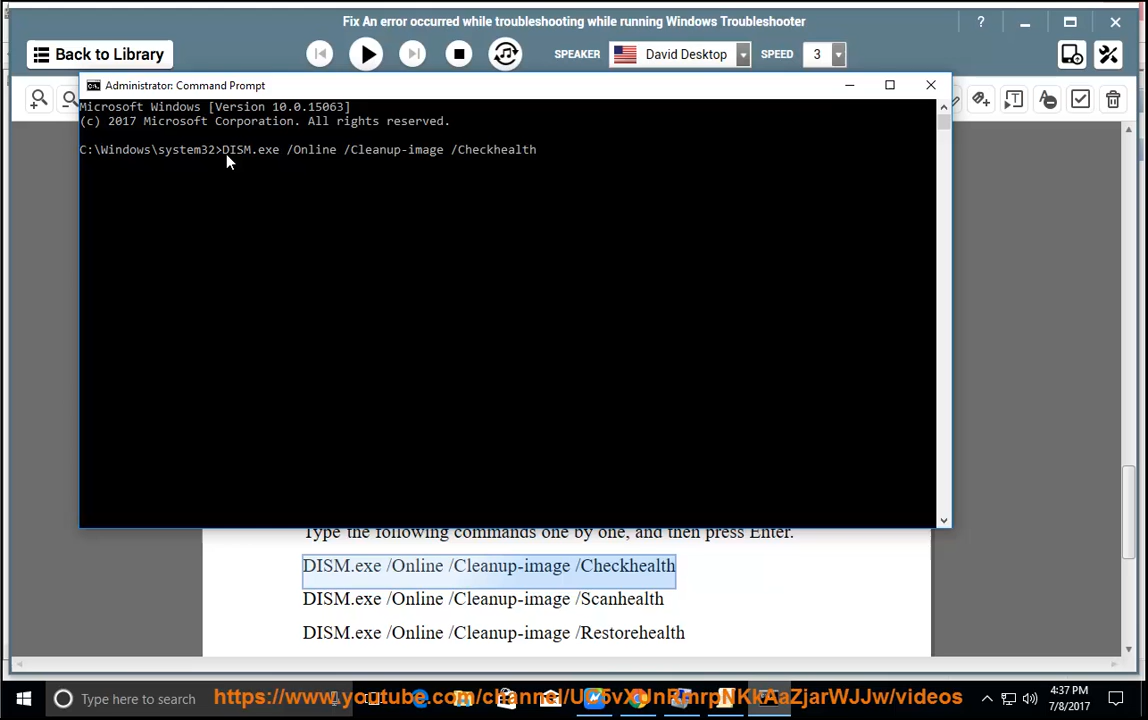 Fix An error occurred while troubleshooting while running Windows Troubleshooter
?
Back to Library
SPEAKER
David Desktop
SPEED
3
Administrator: Command Prompt
Microsoft Windows [Version 10.0.15063]
(c) 2017 Microsoft Corporation. All rights reserved.
C:\Windows\system32>DISM.exe /Online /Cleanup-image /Checkhealth
Type the following commands one by one, and then press Enter.
DISM.exe /Online /Cleanup-image /Checkhealth
DISM.exe /Online /Cleanup-image /Scanhealth
DISM.exe /Online /Cleanup-image /Restorehealth
Type here to search
4:37 PM
7/8/2017